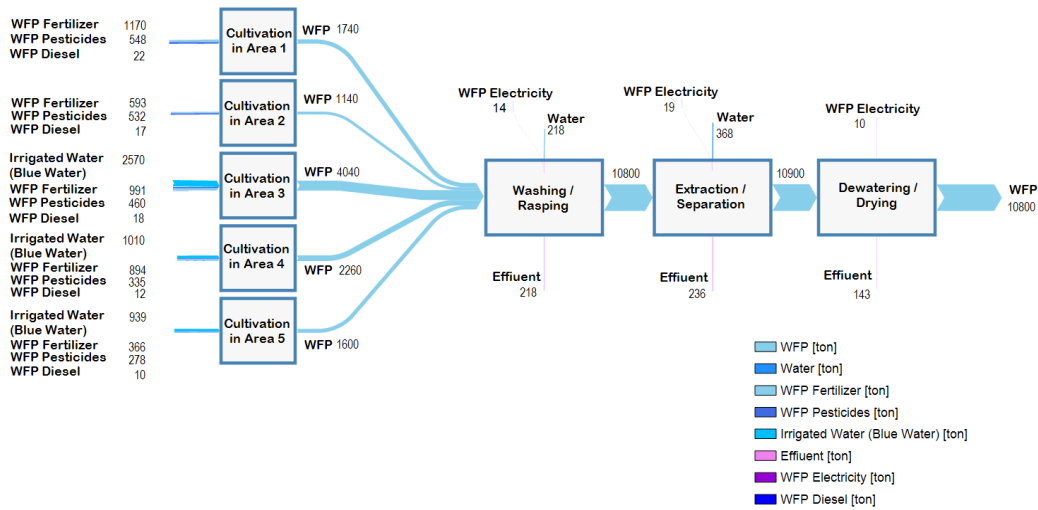 WFP Fertilizer 1170
WFP Pesticides 548
WFP Diesel 22
Cultivation
in Area 1
WFP 1740
WFP Fertilizer 593
WFP Pesticides 532
WFP Diesel 17
Cultivation
in Area 2
WFP 1140
Irrigated Water 2570
(Blue Water)
WFP Fertilizer 991
WFP Pesticides 460
WFP Diesel 18
Cultivation
in Area 3
WFP 4040
Irrigated Water 1010
(Blue Water)
WFP Fertilizer 894
WFP Pesticides 335
WFP Diesel 12
Cultivation
in Area 4
WFP 2260
Irrigated Water 939
(Blue Water)
WFP Fertilizer 366
WFP Pesticides 278
WFP Diesel 10
Cultivation
in Area 5
WFP 1600
WFP Electricity
14
Water
218
Washing /
Rasping
Effiuent
218
10800
WFP Electricity
19
Water
368
Extraction /
Separation
Effiuent
236
10900
WFP Electricity
10
Dewatering /
Drying
Effiuent
143
WFP
10800
WFP [ton]
Water [ton]
WFP Fertilizer [ton]
WFP Pesticides [ton]
Irrigated Water (Blue Water) [ton]
Effluent [ton]
WFP Electricity [ton]
WFP Diesel [ton]